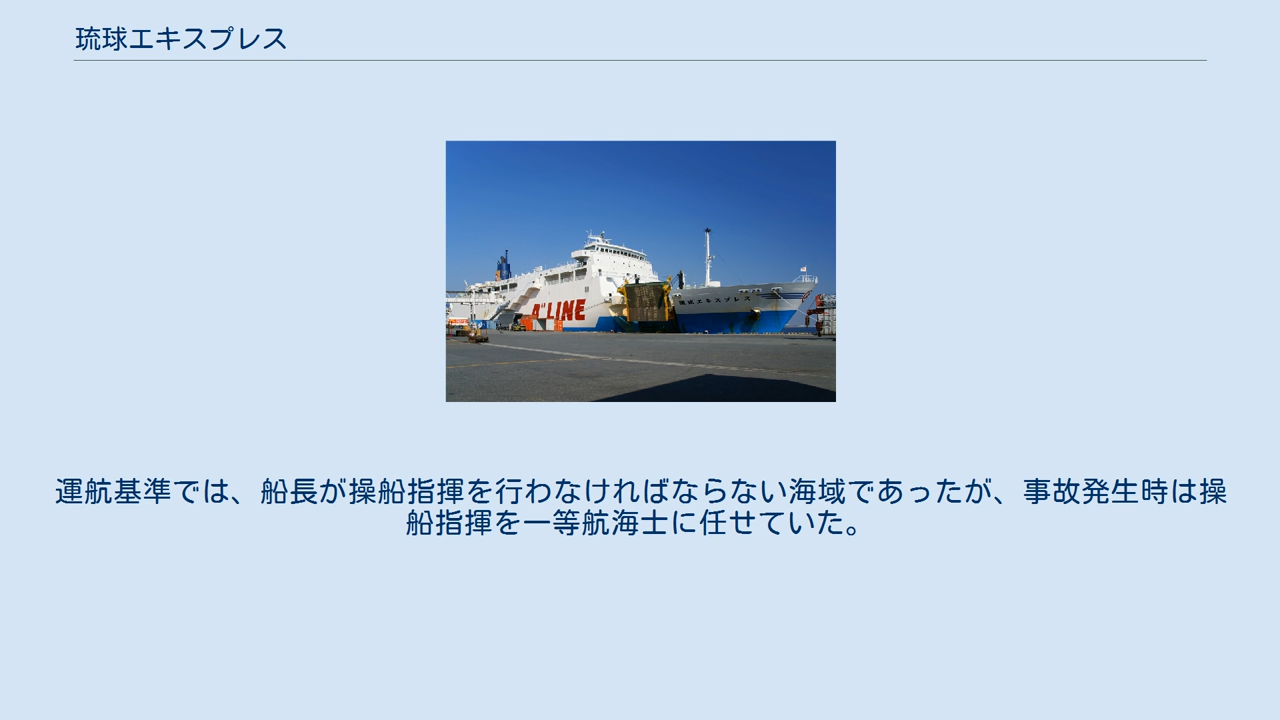 琉球エキスプレス
A"LINE
琉球エキスプレス
運航基準では、船長が操船指揮を行わなければならない海域であったが、事故発生時は操
船指揮を一等航海士に任せていた。